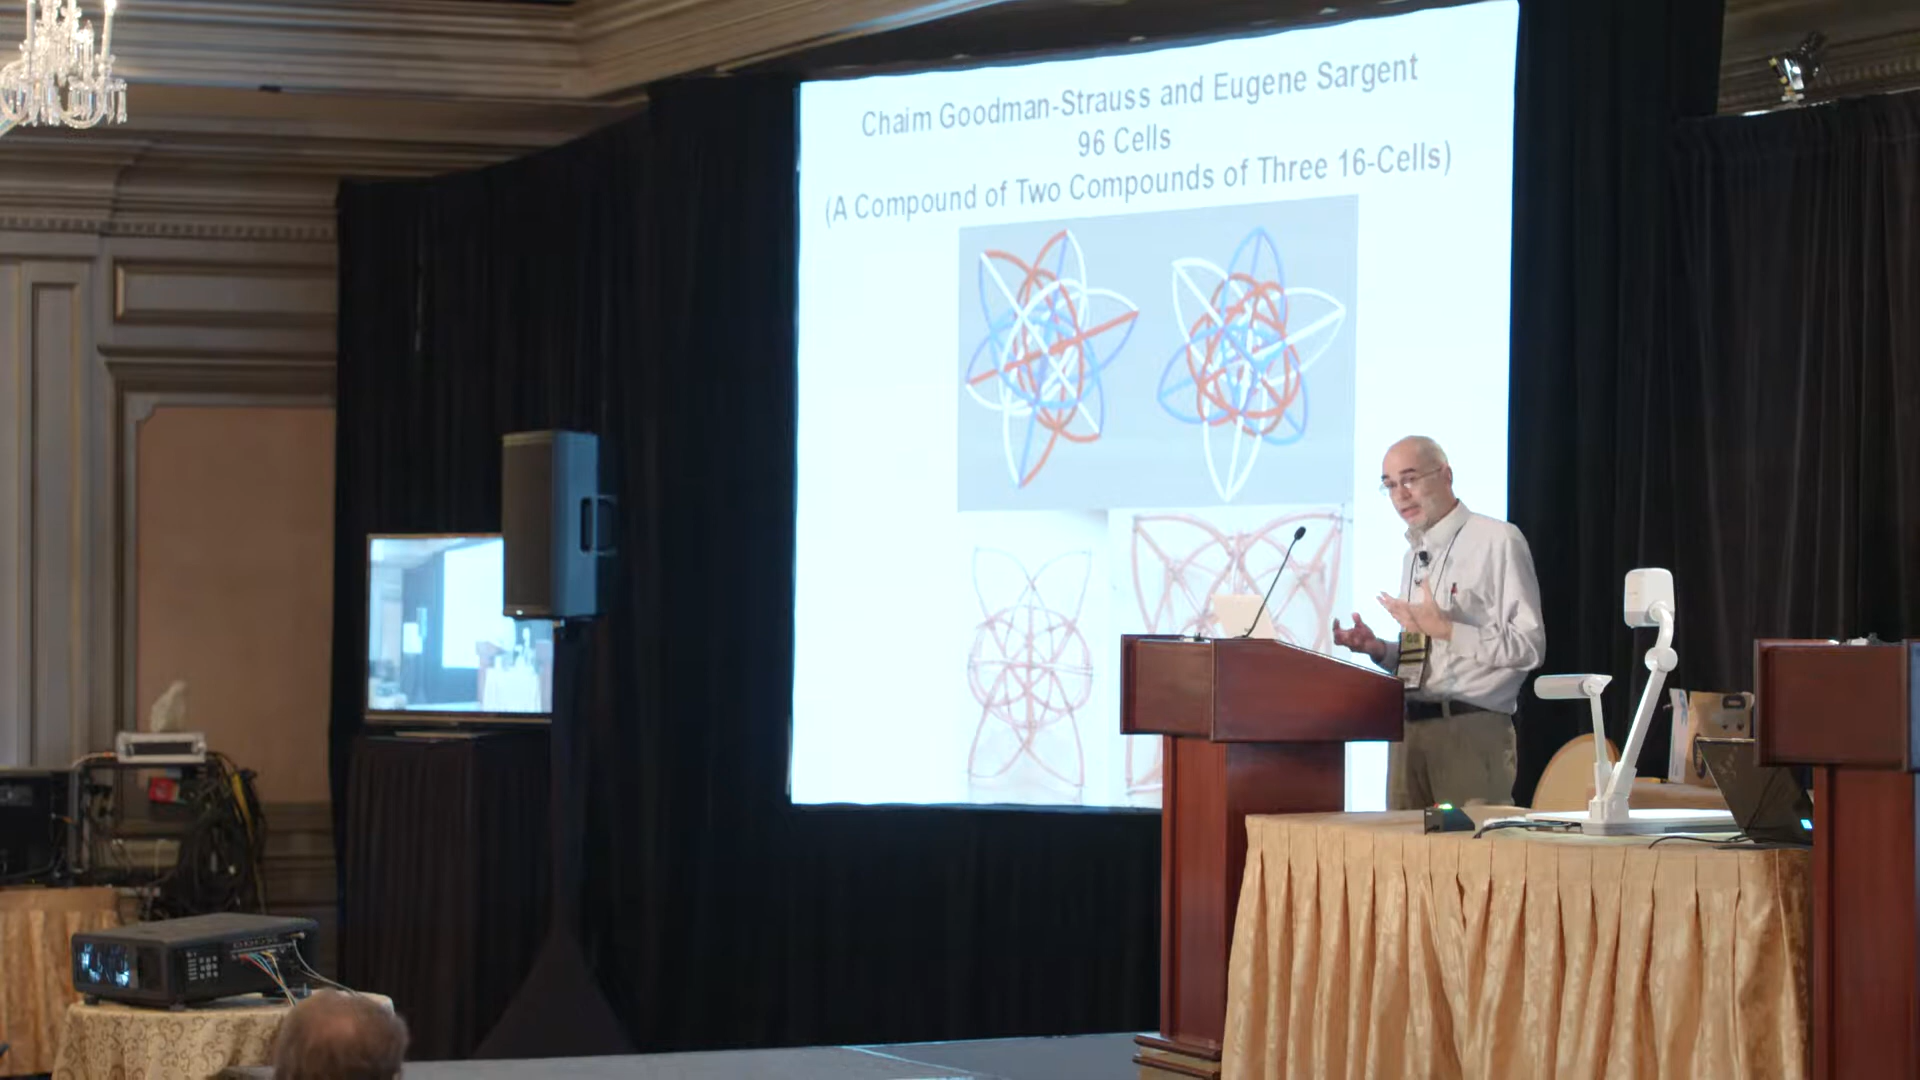 Chaim Goodman-Strauss and Eugene Sargent
96 Cells
(A Compound of Two Compounds of Three 16-Cells)